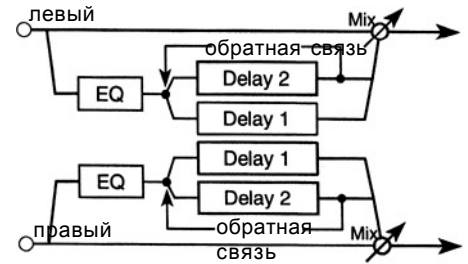 левый
Mix
обратная связь
Delay 2
EQ
Delay 1
Delay 1
EQ
Delay 2
правый
обратная
связь
Mix